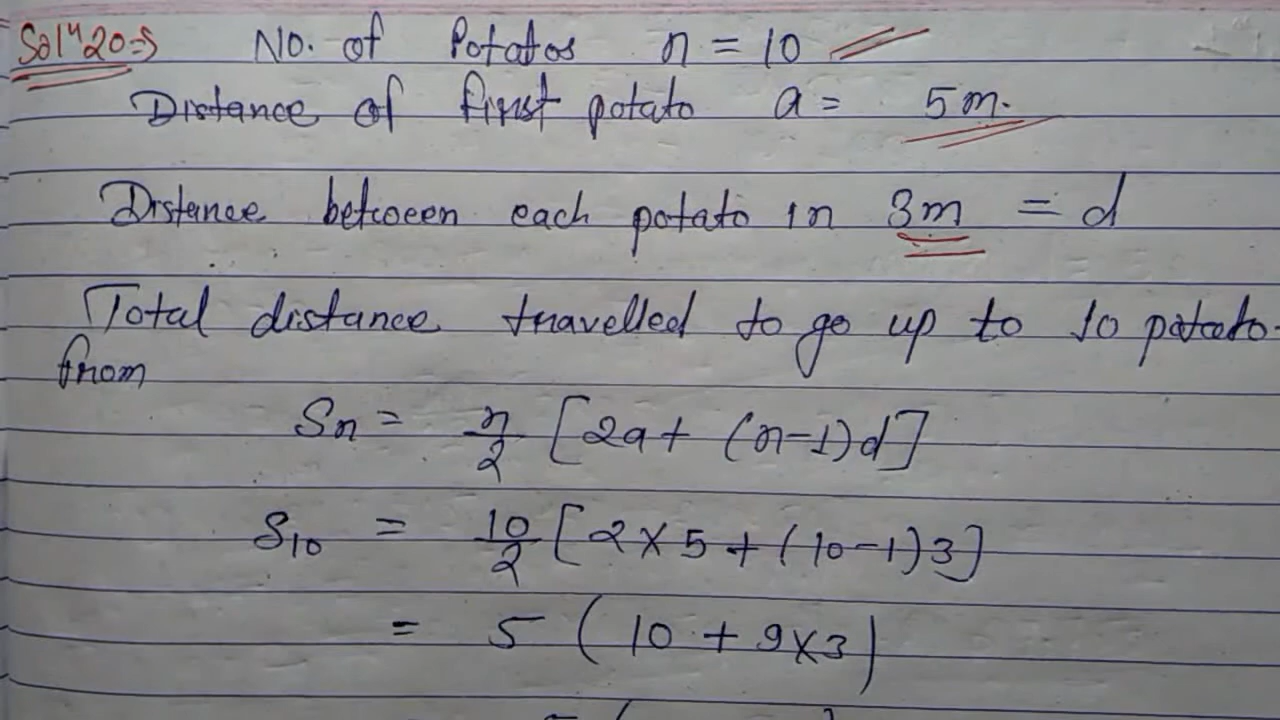 Solⁿ 20⇒ No. of Potatos n = 10
Distance of first potato a = 5m.
Distance between each potato in 3m = d
Total distance travelled to go up to 10 potato.
from
Sn = n/2 [2a + (n-1)d]
S10 = 10/2 [2×5 + (10-1)3]
= 5 (10 + 9×3)